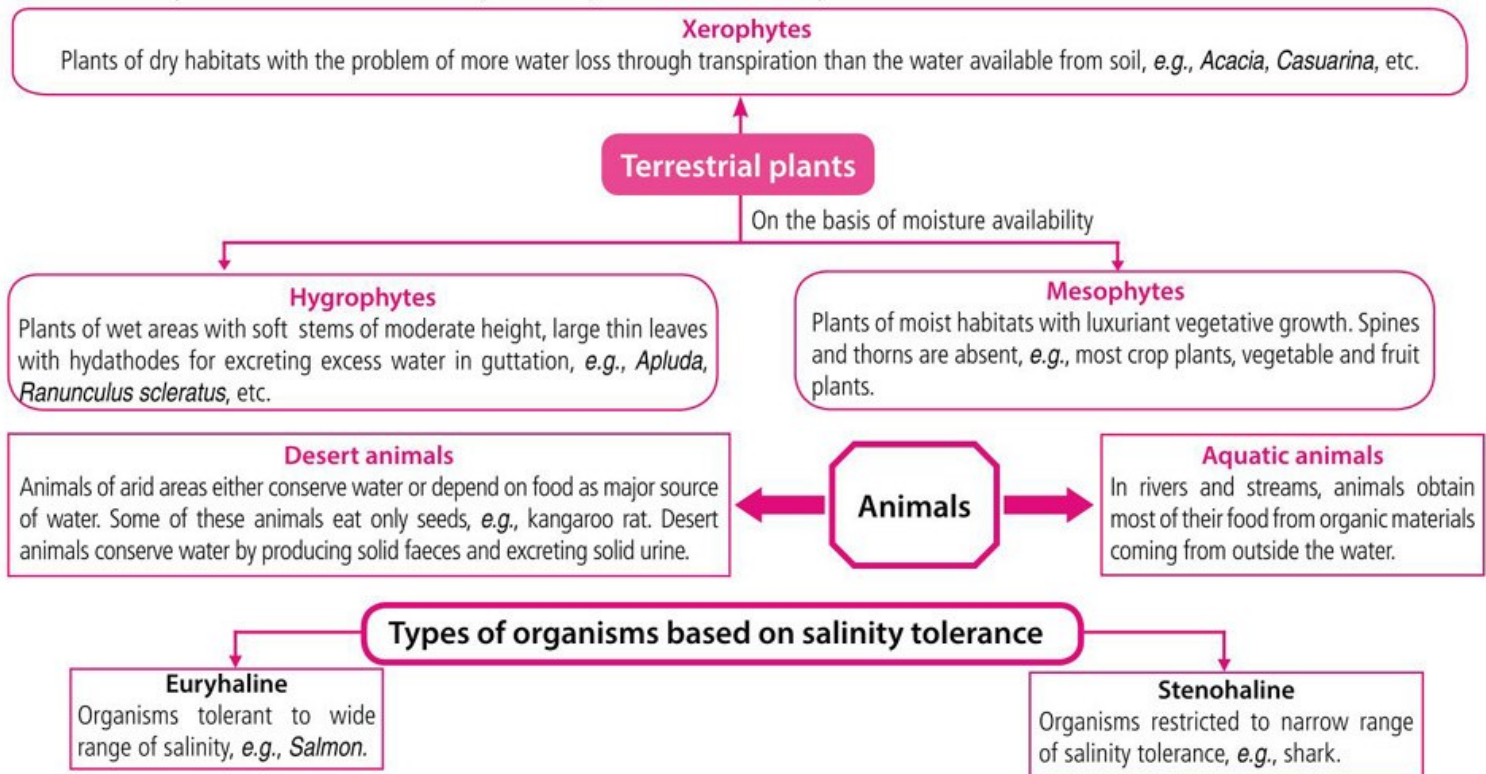 Xerophytes
Plants of dry habitats with the problem of more water loss through transpiration than the water available from soil, e.g., Acacia, Casuarina, etc.
Terrestrial plants
On the basis of moisture availability
Hygrophytes
Plants of wet areas with soft stems of moderate height, large thin leaves
with hydathodes for excreting excess water in guttation, e.g., Apluda,
Ranunculus scleratus, etc.
Mesophytes
Plants of moist habitats with luxuriant vegetative growth. Spines
and thorns are absent, e.g., most crop plants, vegetable and fruit
plants.
Desert animals
Animals of arid areas either conserve water or depend on food as major source
of water. Some of these animals eat only seeds, e.g., kangaroo rat. Desert
animals conserve water by producing solid faeces and excreting solid urine.
Animals
Aquatic animals
In rivers and streams, animals obtain
most of their food from organic materials
coming from outside the water.
Types of organisms based on salinity tolerance
Euryhaline
Organisms tolerant to wide
range of salinity, e.g., Salmon.
Stenohaline
Organisms restricted to narrow range
of salinity tolerance, e.g., shark.